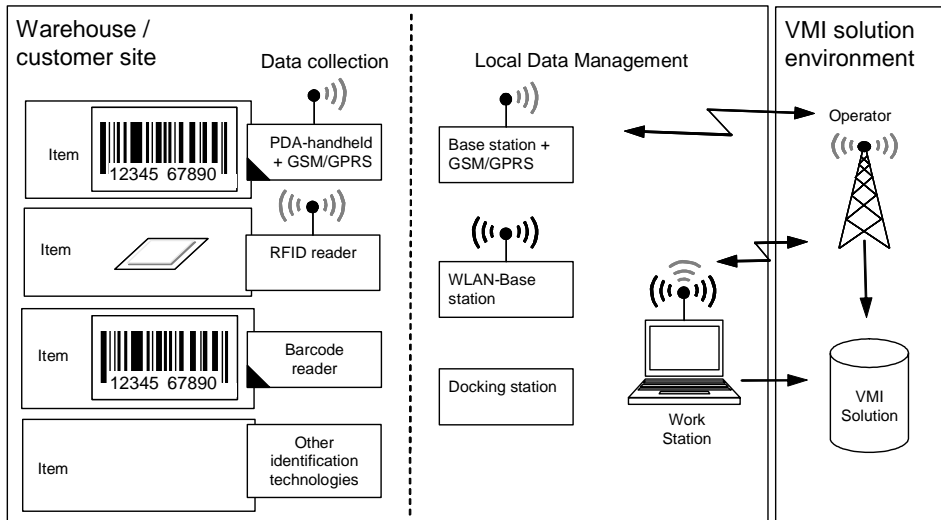 Warehouse /
customer site
Data collection
Item
12345 67890
PDA-handheld
+ GSM/GPRS
Item
RFID reader
Item
12345 67890
Barcode
reader
Item
Other
identification
technologies
Local Data Management
Base station +
GSM/GPRS
WLAN-Base
station
Docking station
Work
Station
VMI solution
environment
Operator
VMI
Solution